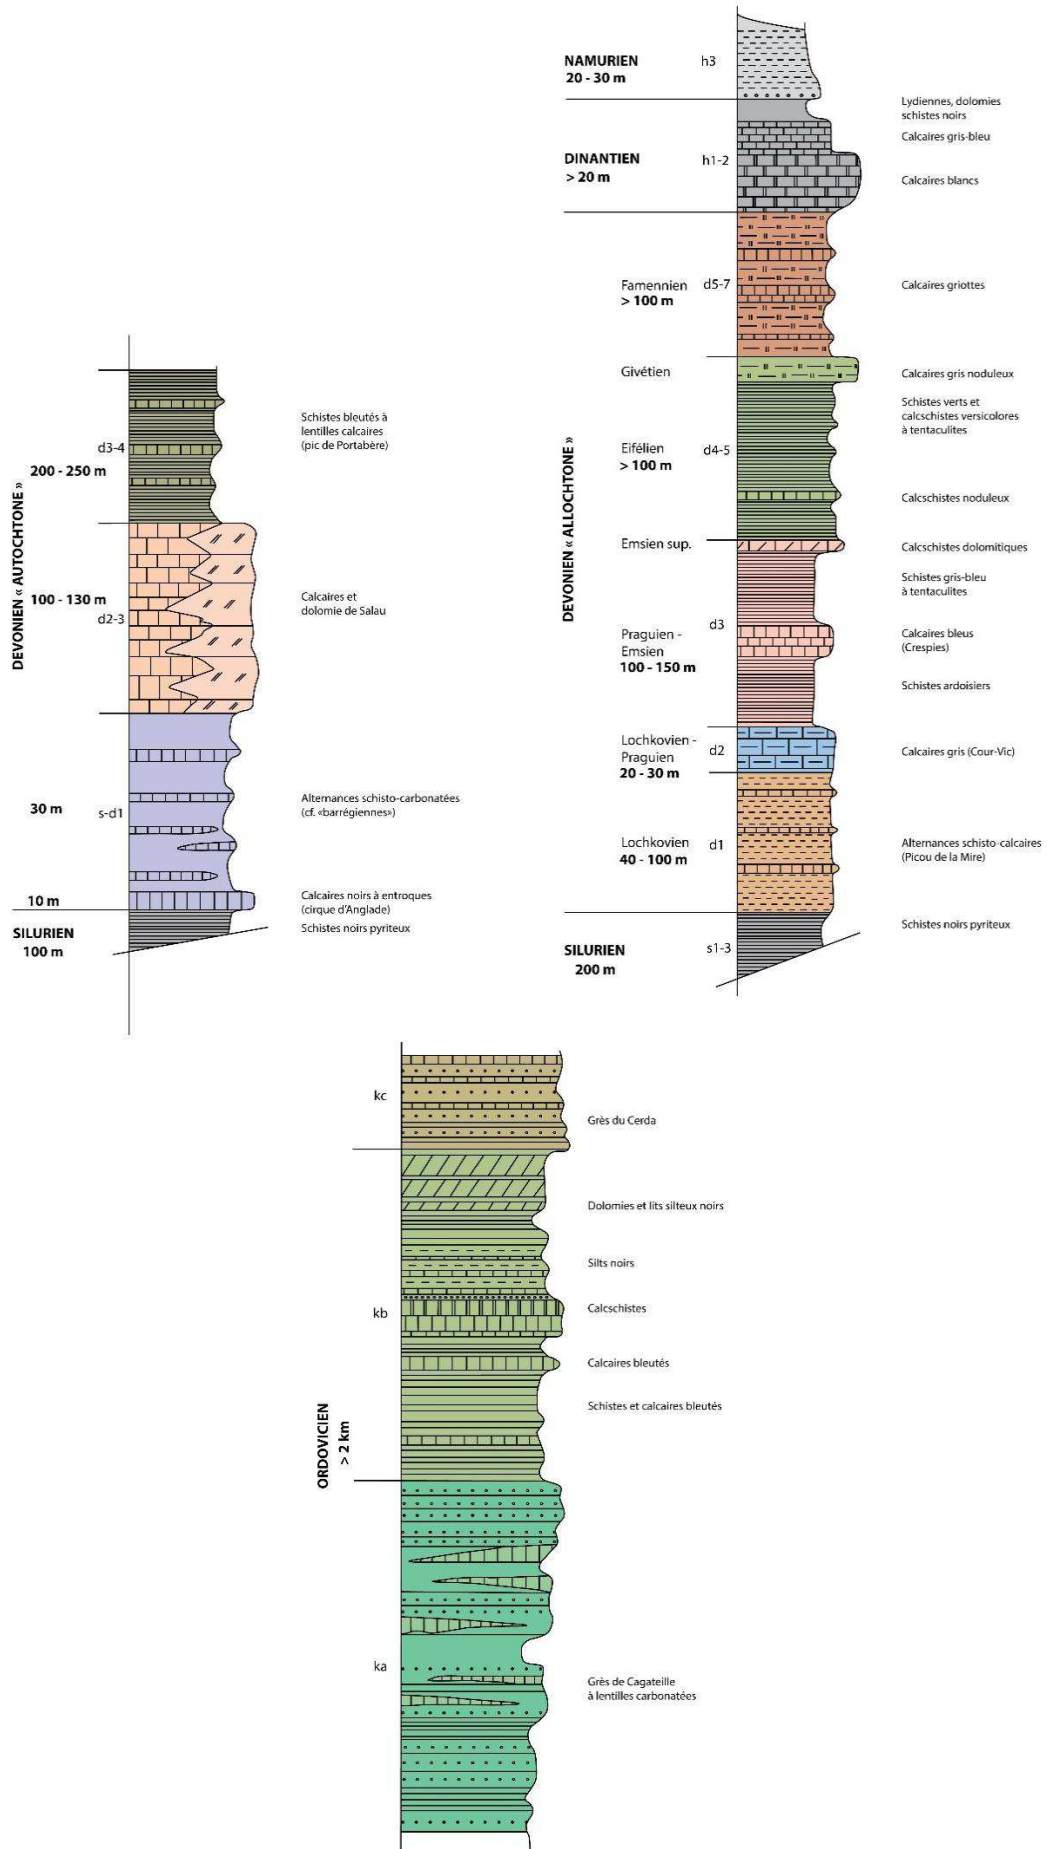 DEVONIEN « AUTOCHTONE »
d3-4
200 - 250 m
Schistes bleutés à
lentilles calcaires
(pic de Portabère)
100 - 130 m
d2-3
Calcaires et
dolomie de Salau
30 m
s-d1
Alternances schisto-carbonatées
(cf. «barrégiennes»)
10 m
Calcaires noirs à entroques
(cirque d'Anglade)
SILURIEN
100 m
Schistes noirs pyriteux
NAMURIEN
20 - 30 m
h3
DINANTIEN
> 20 m
h1-2
Lydiennes, dolomies
schistes noirs
Calcaires gris-bleu
Calcaires blancs
DEVONIEN « ALLOCHTONE »
Famennien
> 100 m
d5-7
Calcaires griottes
Givétien
Calcaires gris noduleux
Eifélien
> 100 m
d4-5
Schistes verts et
calcschistes versicolores
à tentaculites
Calcschistes noduleux
Emsien sup.
Calcschistes dolomitiques
Schistes gris-bleu
à tentaculites
d3
Praguien -
Emsien
100 - 150 m
Calcaires bleus
(Crespies)
Schistes ardoisiers
Lochkovien -
Praguien
20 - 30 m
d2
Calcaires gris (Cour-Vic)
Lochkovien
40 - 100 m
d1
Alternances schisto-calcaires
(Picou de la Mire)
SILURIEN
200 m
s1-3
Schistes noirs pyriteux
ORDOVICIEN
> 2 km
kc
Grès du Cerda
kb
Dolomies et lits silteux noirs
Silts noirs
Calcschistes
Calcaires bleutés
Schistes et calcaires bleutés
ka
Grès de Cagateille
à lentilles carbonatées